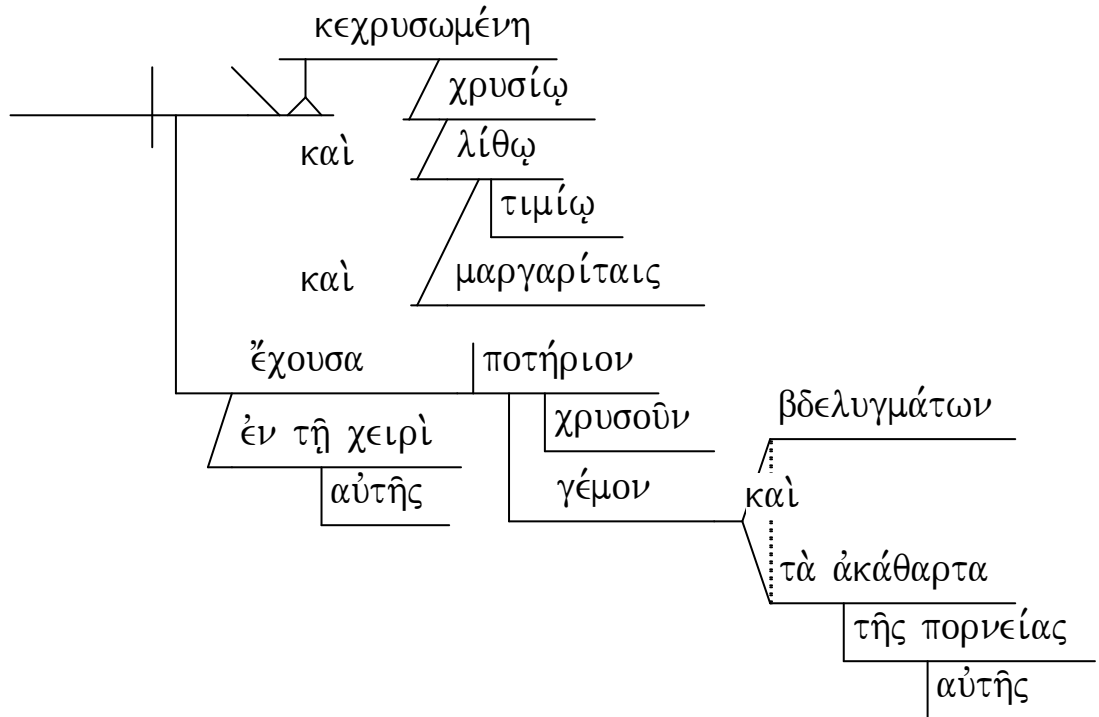 κεχρυσωμένη
χρυσίῳ
καὶ λίθῳ
τιμίῳ
καὶ μαργαρίταις
ἔχουσα ποτήριον
χρυσοῦν
ἐν τῇ χειρὶ
αὐτῆς
γέμον
βδελυγμάτων
καὶ
τὰ ἀκάθαρτα
τῆς πορνείας
αὐτῆς